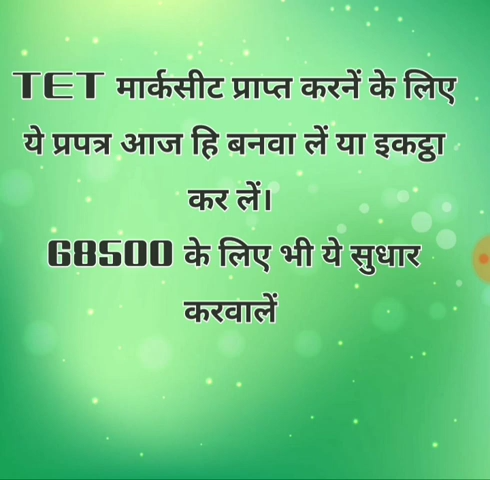 TET मार्कसीट प्राप्त करनें के लिए
ये प्रपत्र आज हि बनवा लें या इकट्ठा
कर लें।
68500 के लिए भी ये सुधार
करवालें